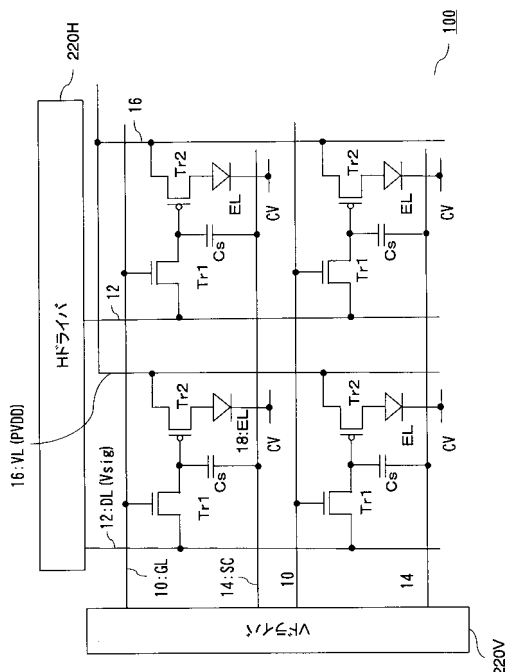 220H
Hドライバ
16:VL(PVDD)
12:DL(Vsig)
12
16
Tr2
Tr2
18:EL
EL
Cs
Cs
Tr1
Tr1
CV
CV
10:GL
14:SC
Tr2
Tr2
EL
EL
Cs
Cs
Tr1
Tr1
CV
CV
10
14
Vドライバ
220V
100